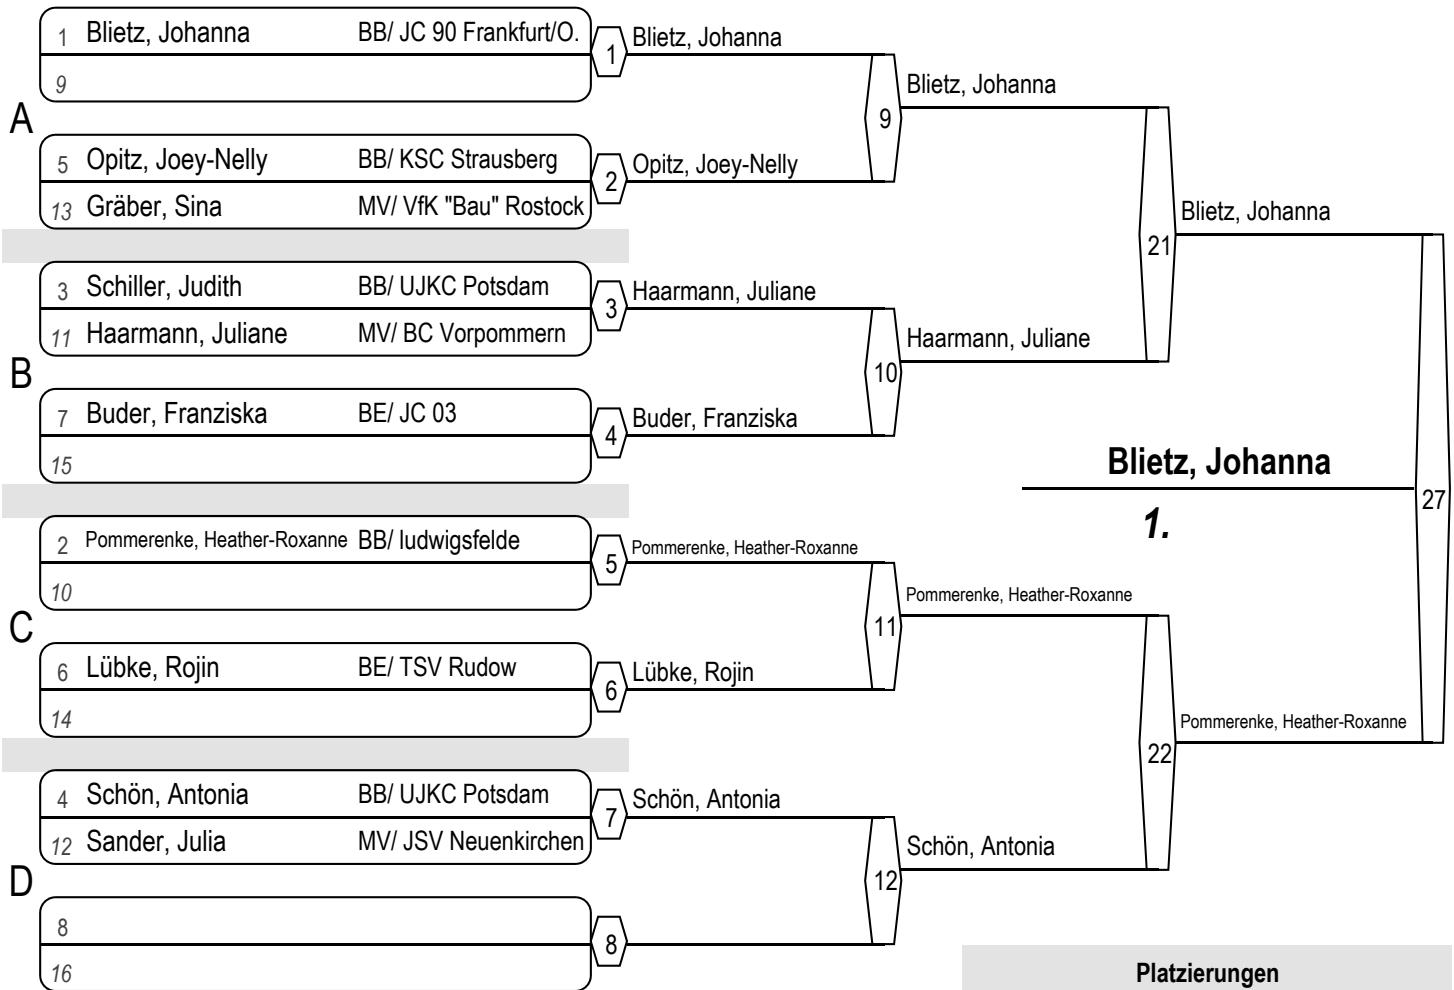 1 Blietz, Johanna BB/ JC 90 Frankfurt/O.
9
1
Blietz, Johanna
A
5 Opitz, Joey-Nelly BB/ KSC Strausberg
13 Gräber, Sina MV/ VfK "Bau" Rostock
2
Opitz, Joey-Nelly
9
Blietz, Johanna
3 Schiller, Judith BB/ UJKC Potsdam
11 Haarmann, Juliane MV/ BC Vorpommern
3
Haarmann, Juliane
B
7 Buder, Franziska BE/ JC 03
15
4
Buder, Franziska
10
Haarmann, Juliane
21
Blietz, Johanna
2 Pommerenke, Heather-Roxanne BB/ ludwigsfelde
10
5
Pommerenke, Heather-Roxanne
C
6 Lübke, Rojin BE/ TSV Rudow
14
6
Lübke, Rojin
11
Pommerenke, Heather-Roxanne
4 Schön, Antonia BB/ UJKC Potsdam
12 Sander, Julia MV/ JSV Neuenkirchen
7
Schön, Antonia
D
8
16
8
12
Schön, Antonia
22
Pommerenke, Heather-Roxanne
27
Blietz, Johanna
1.
Platzierungen